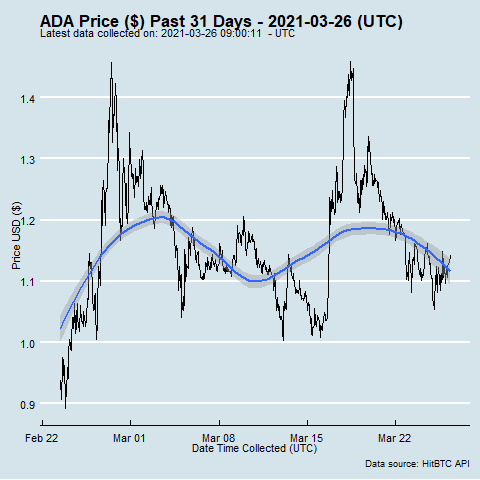 ADA Price ($) Past 31 Days - 2021-03-26 (UTC)
Latest data collected on: 2021-03-26 09:00:11 - UTC
1.4
1.3
1.2
1.1
1.0
0.9
Price USD ($)
Feb 22
Mar 01
Mar 08
Mar 15
Mar 22
Date Time Collected (UTC)
Data source: HitBTC API